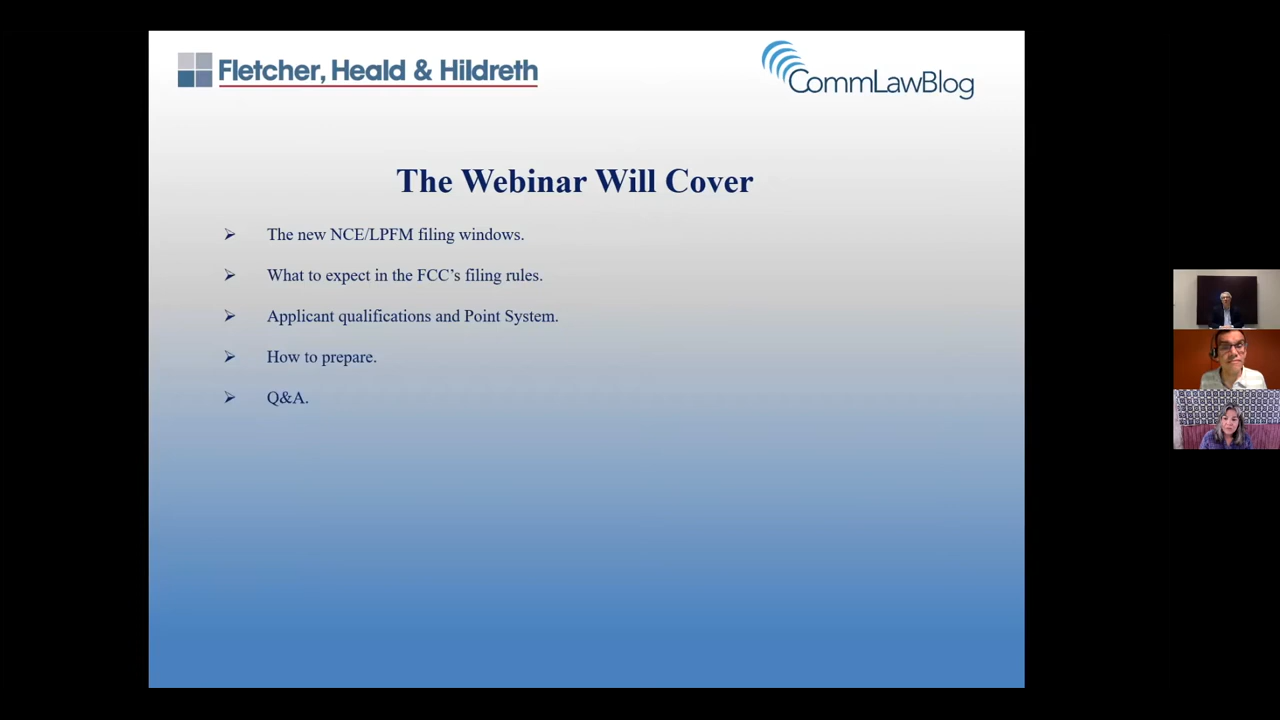 Fletcher, Heald & Hildreth
CommLawBlog
The Webinar Will Cover
➢ The new NCE/LPFM filing windows.
➢ What to expect in the FCC’s filing rules.
➢ Applicant qualifications and Point System.
➢ How to prepare.
➢ Q&A.